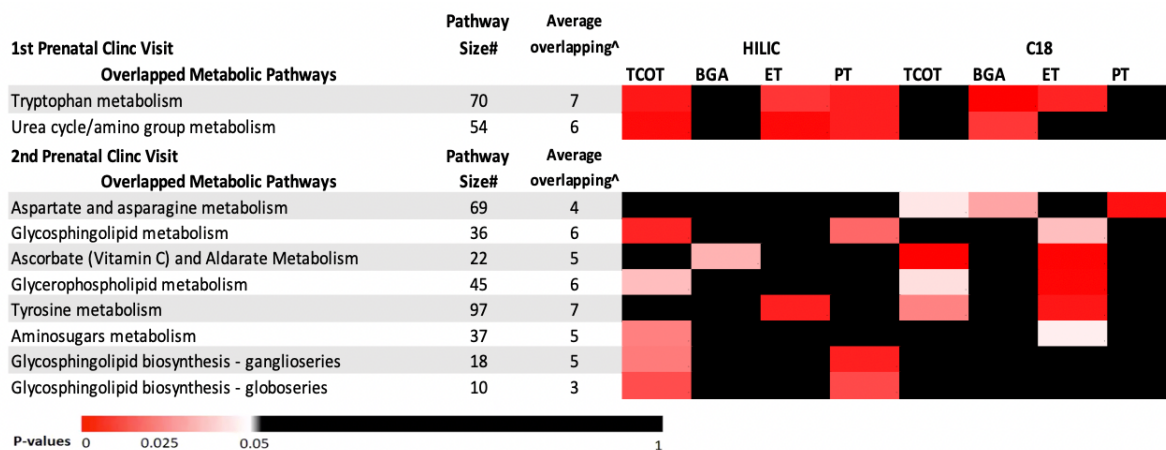 Pathway Average
1st Prenatal Clinc Visit Size# overlapping^ HILIC C18
Overlapped Metabolic Pathways TCOT BGA ET PT TCOT BGA ET PT
Tryptophan metabolism 70 7
Urea cycle/amino group metabolism 54 6
2nd Prenatal Clinc Visit Pathway Average
Overlapped Metabolic Pathways Size# overlapping^
Aspartate and asparagine metabolism 69 4
Glycosphingolipid metabolism 36 6
Ascorbate (Vitamin C) and Aldarate Metabolism 22 5
Glycerophospholipid metabolism 45 6
Tyrosine metabolism 97 7
Aminosugars metabolism 37 5
Glycosphingolipid biosynthesis - ganglioseries 18 5
Glycosphingolipid biosynthesis - globoseries 10 3
P-values 0 0.025 0.05 1